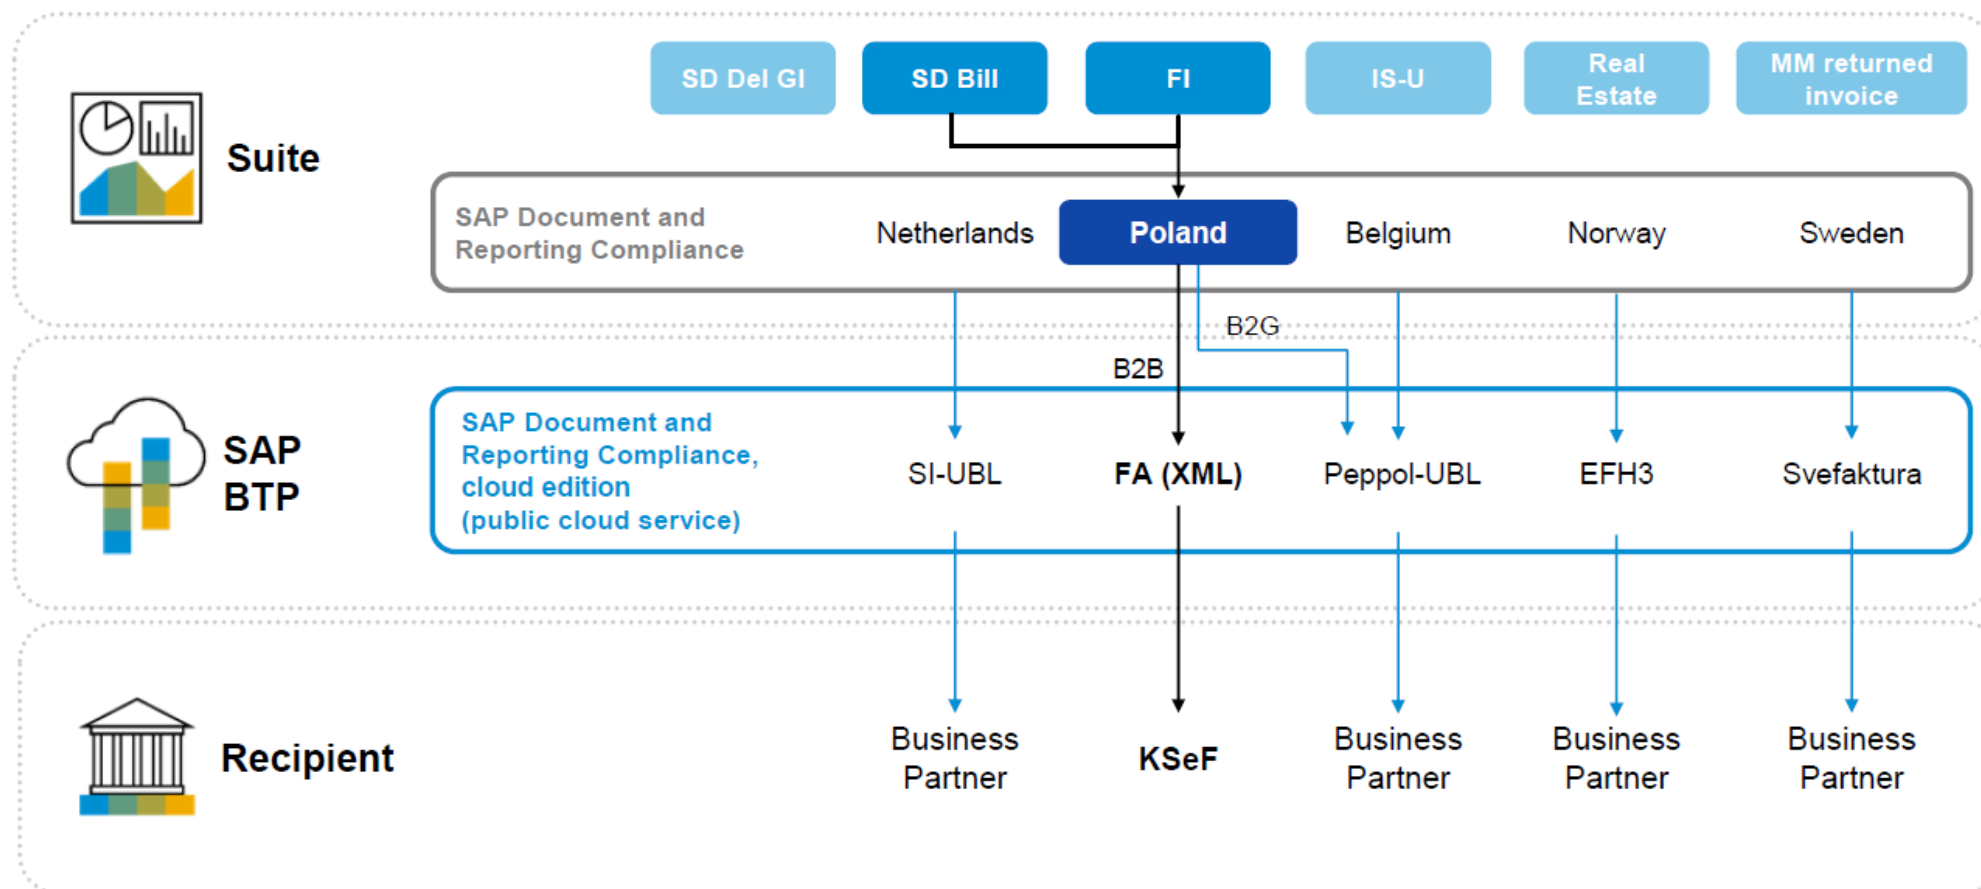 SD Del GI
SD Bill
FI
IS-U
Real
Estate
MM returned
invoice
Suite
SAP Document and
Reporting Compliance
Netherlands
Poland
Belgium
Norway
Sweden
B2G
B2B
SAP
BTP
SAP Document and
Reporting Compliance,
cloud edition
(public cloud service)
SI-UBL
FA (XML)
Peppol-UBL
EFH3
Svefaktura
Recipient
Business
Partner
KSeF
Business
Partner
Business
Partner
Business
Partner